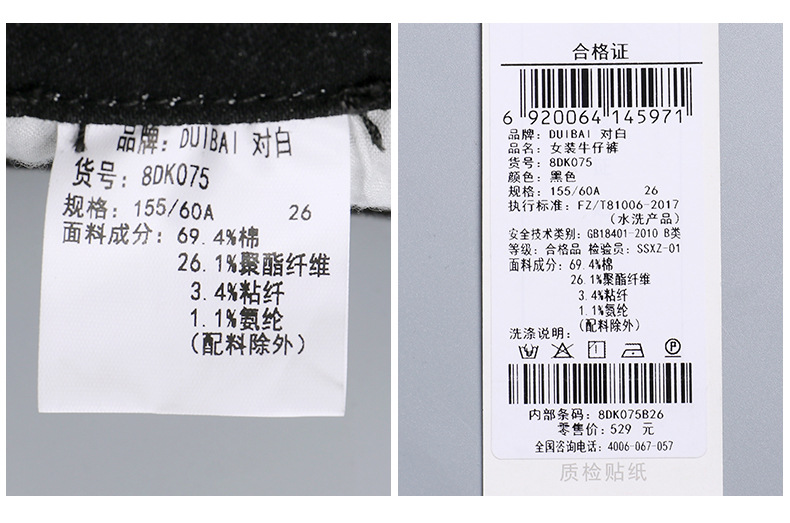 品牌: DUIBAI 对白
货号: 8DK075
规格: 155/60A 26
面料成分: 69.4%棉
26.1%聚酯纤维
3.4%粘纤
1.1%氨纶
(配料除外)
合格证
6 920064 145971
品牌: DUIBAI 对白
品名: 女装牛仔裤
货号: 8DK075
颜色: 黑色
规格: 155/60A 26
执行标准: FZ/T81006-2017
(水洗产品)
安全技术类别: GB18401-2010 B类
等级: 合格品 检验员: SSXZ-01
面料成分: 69.4%棉
26.1%聚酯纤维
3.4%粘纤
1.1%氨纶
(配料除外)
洗涤说明:
内部条码: 8DK075B26
零售价: 529 元
全国咨询电话: 4006-067-057
质检贴纸